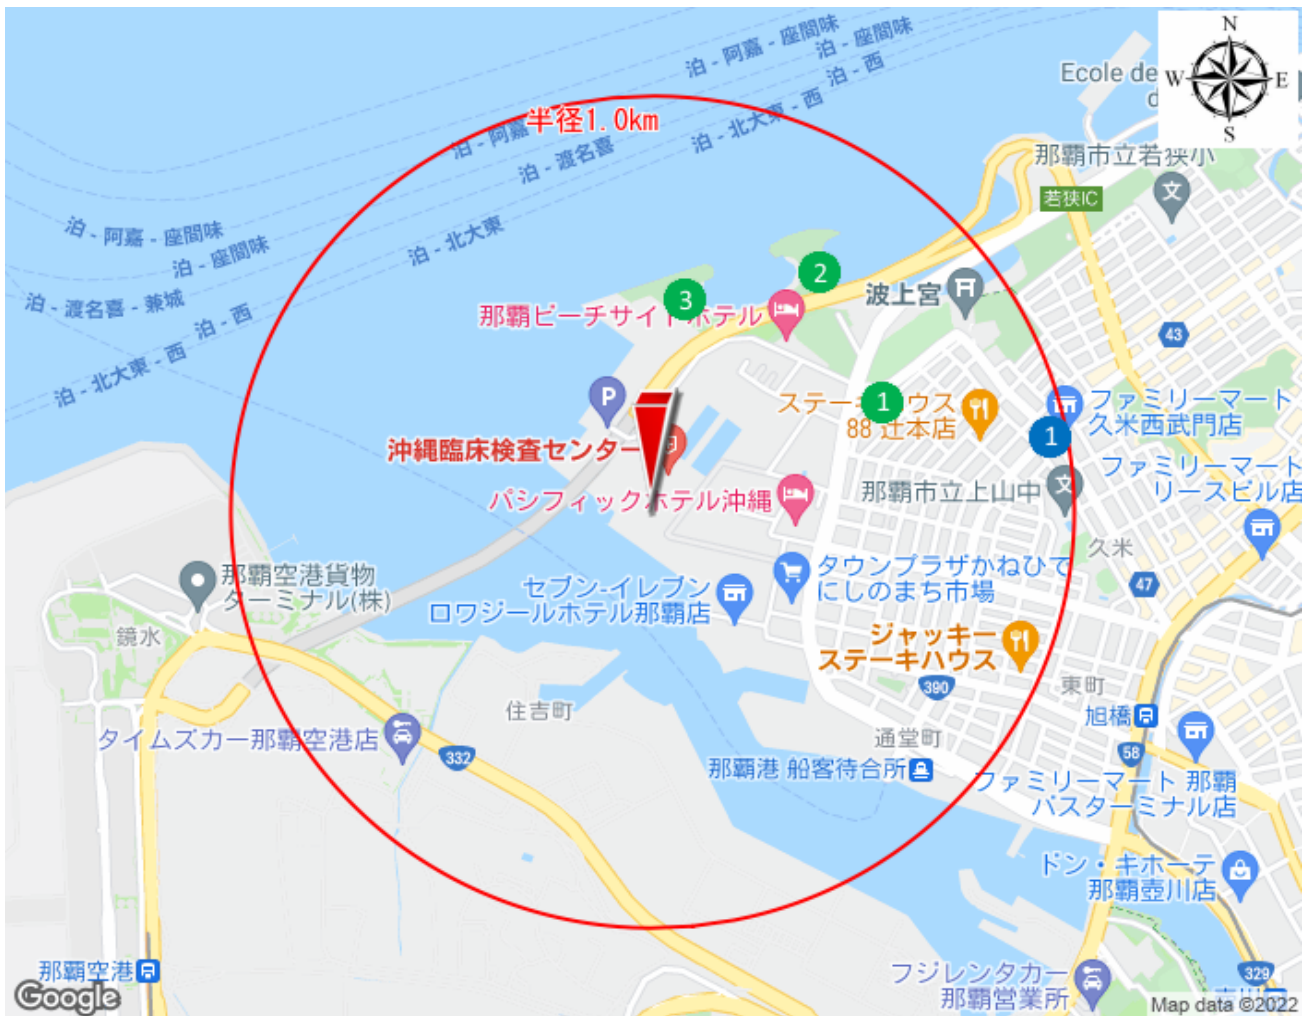 N
W
E
S
Ecole de
d
那覇市立若狭小
若狭IC
泊 - 阿嘉 - 座間味
泊 - 座間味
泊 - 西
泊 - 北大東 - 西
半径1.0km
泊 - 阿嘉
泊 - 渡名喜
泊 - 北大東
泊 - 阿嘉 - 座間味
泊 - 座間味
泊 - 渡名喜 - 兼城
泊 - 西
泊 - 北大東 - 西
2
3
那覇ビーチサイドホテル
波上宮
43
P
ステーキ
ウス
88 辻本店
1
ファミリーマート
久米西武門店
1
沖縄臨床検査センター
パシフィックホテル沖縄
那覇市立上山中
ファミリーマート
リースビル店
久米
47
那覇空港貨物
ターミナル(株)
鏡水
セブン-イレブン
ロワジールホテル那覇店
タウンプラザかねひで
にしのまち市場
ジャッキー
ステーキハウス
390
東町
旭橋
住吉町
タイムズカー那覇空港店
332
通堂町
58
那覇港 船客待合所
ファミリーマート 那覇
バスターミナル店
ドン・キホーテ
那覇壺川店
那覇空港
フジレンタカー
那覇営業所
329
Google
Map data ©2022